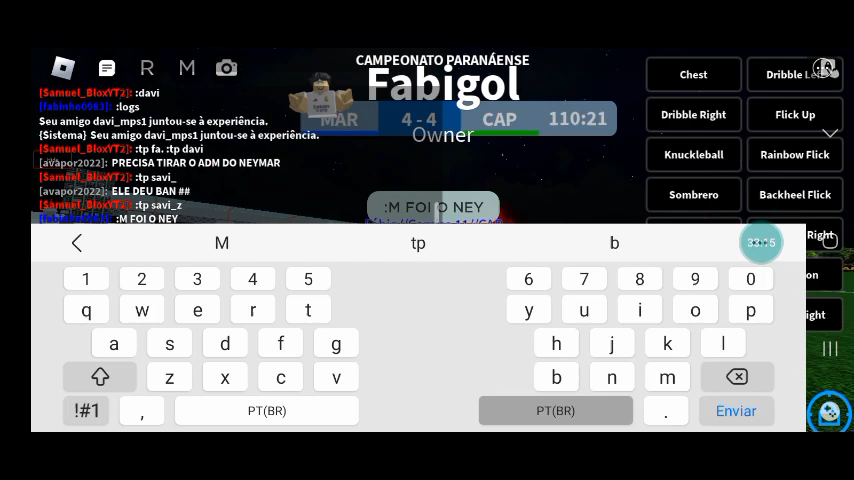 R M
CAMPEONATO PARANÁENSE
Fabigol
MAR 4 - 4 CAP 110:21
Owner
[Samuel_BloxYT2]: :davi
[fabinho0983]: :logs
Seu amigo davi_mps1 juntou-se à experiência.
{Sistema} Seu amigo davi_mps1 juntou-se à experiência.
[Samuel_BloxYT2]: :tp fa. :tp davi
[avapor2022]: PRECISA TIRAR O ADM DO NEYMAR
[Samuel_BloxYT2]: :tp savi_
[avapor2022]: ELE DEU BAN ##
[Samuel_BloxYT2]: :tp savi_z
[fabinho0983]: :M FOI O NEY
:M FOI O NEY
Chest
Dribble Right Flick Up
Knuckleball Rainbow Flick
Sombrero Backheel Flick
Right
M tp b
1 2 3 4 5 6 7 8 9 0
q w e r t y u i o p
a s d f g h j k l
z x c v b n m
!#1 , PT(BR) PT(BR) . Enviar